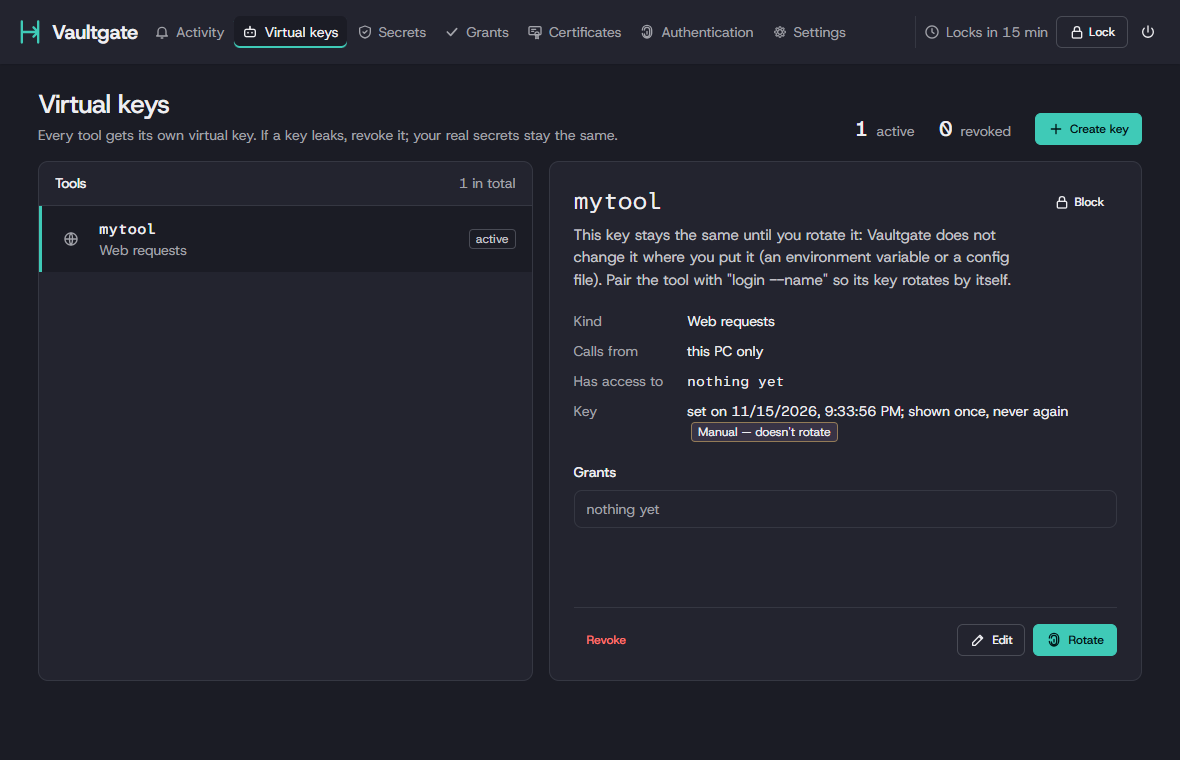 Vaultgate
Activity
Virtual keys
Secrets
Grants
Certificates
Authentication
Settings
Locks in 15 min
Lock
Virtual keys
Every tool gets its own virtual key. If a key leaks, revoke it; your real secrets stay the same.
1 active
0 revoked
Create key
Tools
1 in total
mytool
Web requests
active
mytool
Block
This key stays the same until you rotate it: Vaultgate does not
change it where you put it (an environment variable or a config
file). Pair the tool with "login --name" so its key rotates by itself.
Kind Web requests
Calls from this PC only
Has access to nothing yet
Key set on 11/15/2026, 9:33:56 PM; shown once, never again
Manual — doesn't rotate
Grants
nothing yet
Revoke
Edit
Rotate